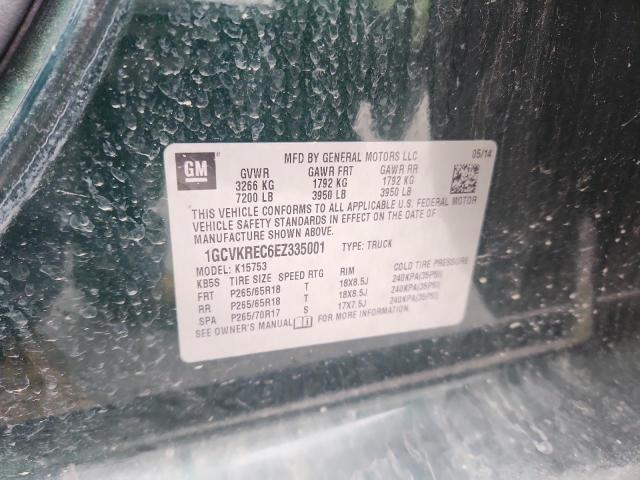 GM
MFD BY GENERAL MOTORS LLC 05/14
GVWR GAWR FRT GAWR RR
3266 KG 1792 KG 1792 KG
7200 LB 3950 LB 3950 LB
THIS VEHICLE CONFORMS TO ALL APPLICABLE U.S. FEDERAL MOTOR
VEHICLE SAFETY STANDARDS IN EFFECT ON THE DATE OF
MANUFACTURE SHOWN ABOVE.
1GCVKREC6EZ335001 TYPE: TRUCK
MODEL: K15753
KB5S TIRE SIZE SPEED RTG RIM COLD TIRE PRESSURE
FRT P265/65R18 T 18X8.5J 240KPA(35PSI)
RR P265/65R18 T 18X8.5J 240KPA(35PSI)
SPA P265/70R17 S 17X7.5J 240KPA(35PSI)
SEE OWNER'S MANUAL FOR MORE INFORMATION.